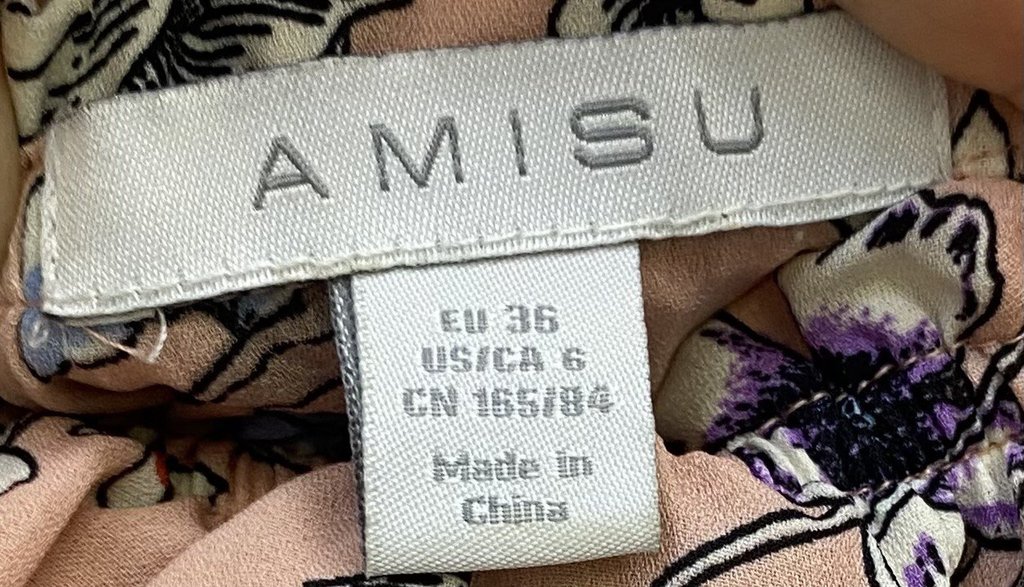 AMISU
EU 36
US/CA 6
CN 165/84
Made in
China